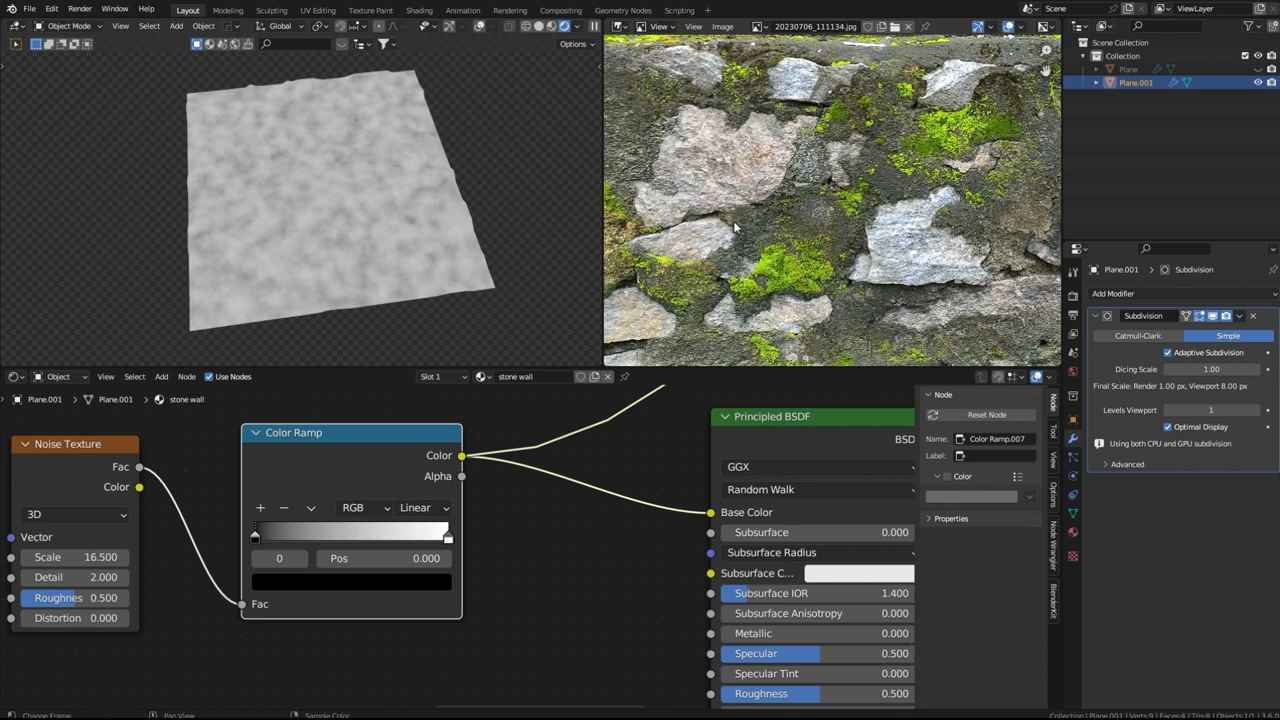 File Edit Render Window Help Layout Modeling Sculpting UV Editing Texture Paint Shading Animation Rendering Compositing Geometry Nodes Scripting Scene ViewLayer
Object Mode View Select Add Object Global View View Image 20230706_111134.jpg
Options
Scene Collection
Collection
Plane
Plane.001
Plane.001 Subdivision
Add Modifier
Subdivision
Catmull-Clark Simple
Adaptive Subdivision
Dicing Scale 1.00
Final Scale: Render 1.00 px, Viewport 8.00 px
Levels Viewport 1
Optimal Display
Using both CPU and GPU subdivision
Advanced
Object View Select Add Node Use Nodes Slot 1 stone wall
Plane.001 Plane.001 stone wall
Noise Texture
Fac
Color
3D
Vector
Scale 16.500
Detail 2.000
Roughnes 0.500
Distortion 0.000
Color Ramp
Color
Alpha
RGB Linear
0 Pos 0.000
Fac
Principled BSDF
BSD
GGX
Random Walk
Base Color
Subsurface 0.000
Subsurface Radius
Subsurface C...
Subsurface IOR 1.400
Subsurface Anisotropy 0.000
Metallic 0.000
Specular 0.500
Specular Tint 0.000
Roughness 0.500
Node
Reset Node
Name: Color Ramp.007
Label:
Color
Properties
Node
Tool
View
Options
Node Wrangler
BlenderKit
Change Frame Pan View Sample Color Collection | Plane.001